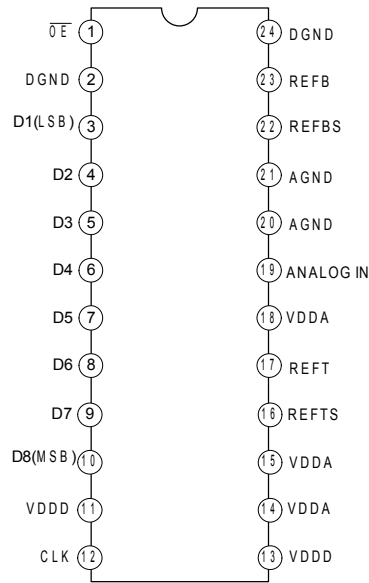 OE 1 24 DGND
DGND 2 23 REFB
D1(LSB) 3 22 REFBS
D2 4 21 AGND
D3 5 20 AGND
D4 6 19 ANALOG IN
D5 7 18 VDDA
D6 8 17 REFT
D7 9 16 REFTS
D8(MSB) 10 15 VDDA
VDDD 11 14 VDDA
CLK 12 13 VDDD